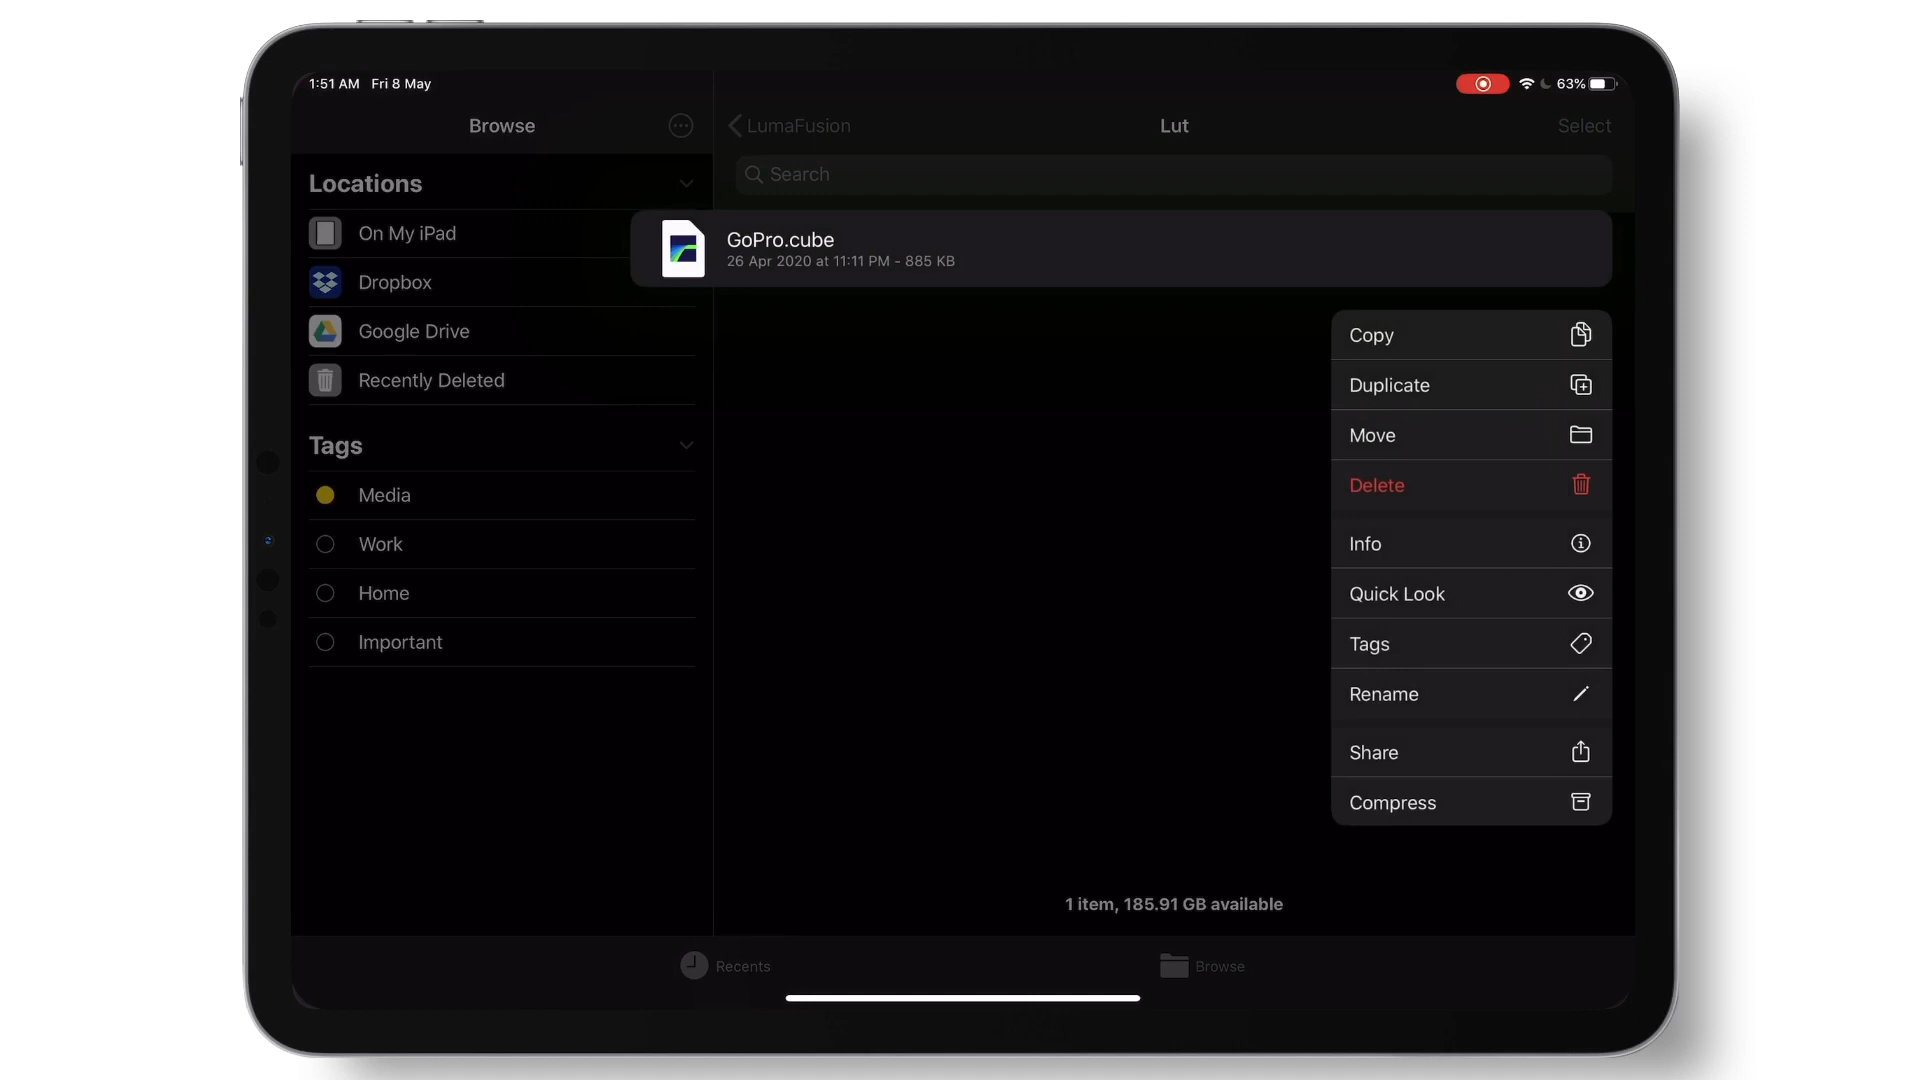 1:51 AM Fri 8 May
63%
Browse
LumaFusion
Lut
Select
Locations
Search
On My iPad
Dropbox
Google Drive
Recently Deleted
GoPro.cube
26 Apr 2020 at 11:11 PM - 885 KB
Tags
Media
Work
Home
Important
Copy
Duplicate
Move
Delete
Info
Quick Look
Tags
Rename
Share
Compress
1 item, 185.91 GB available
Recents
Browse